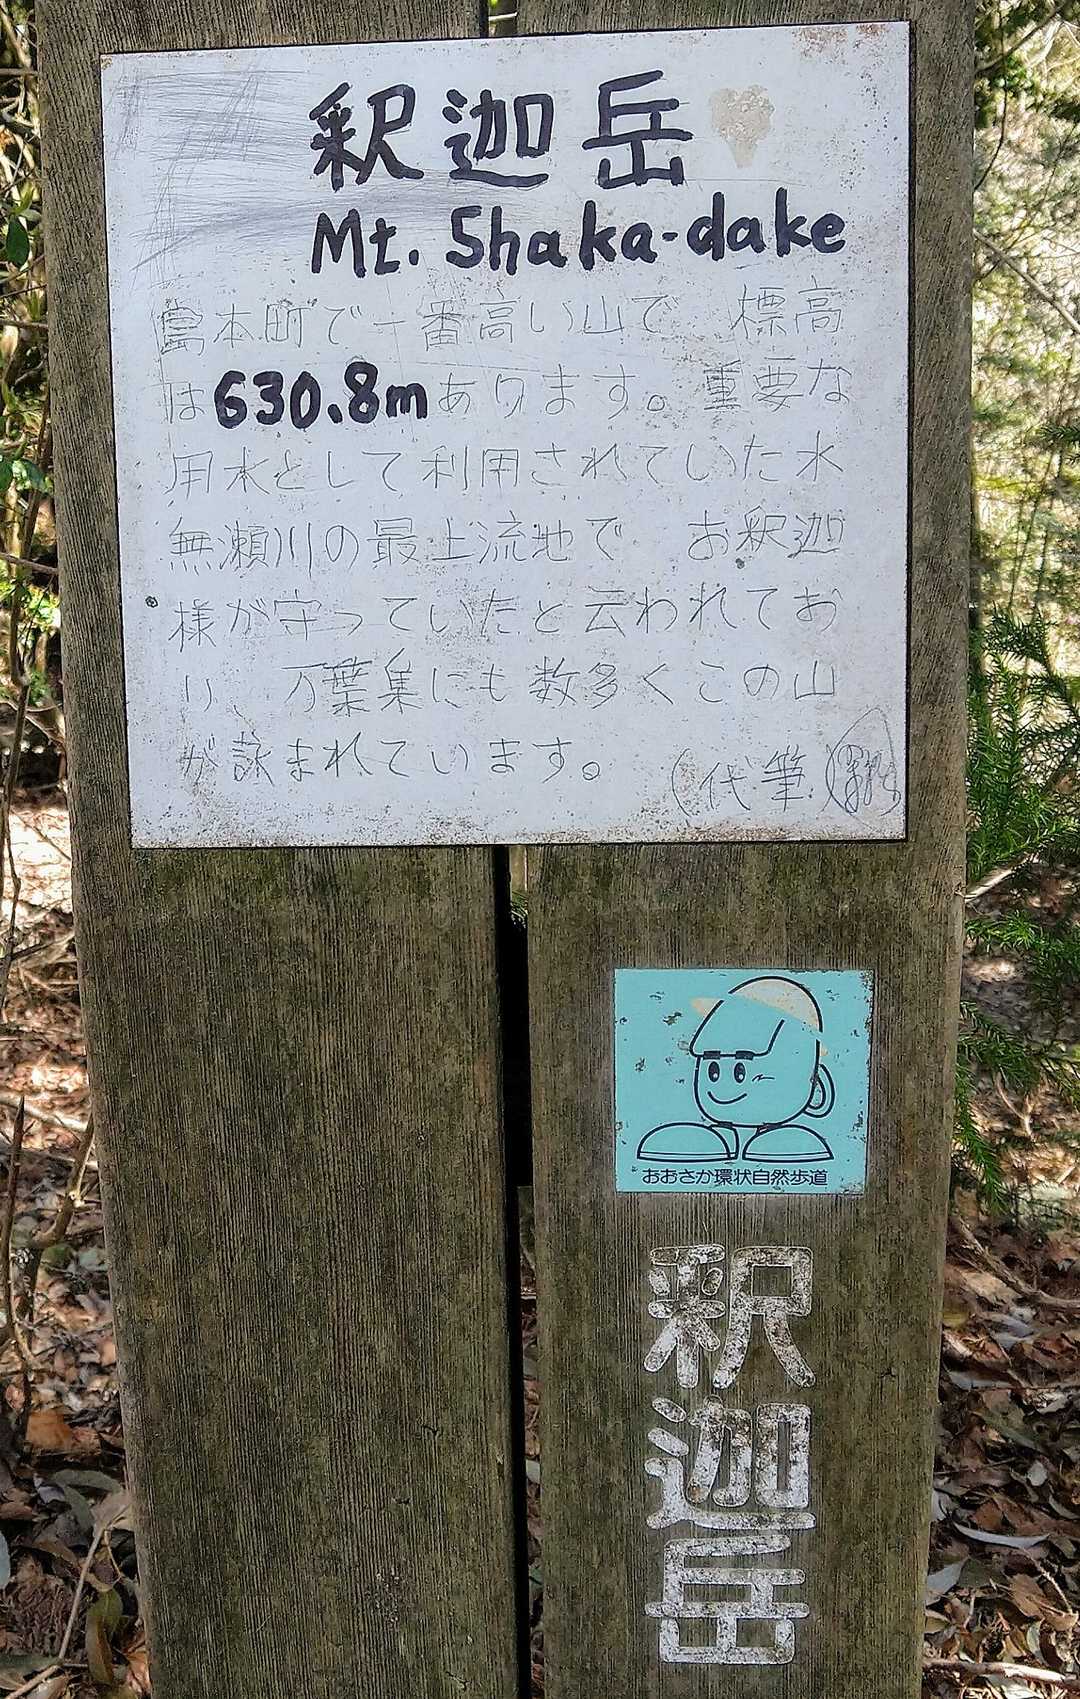 釈迦岳
Mt. Shaka-dake
島本町で一番高い山で 標高
は630.8mあります。重要な
用水として利用されていた水
無瀬川の最上流地で お釈迦
様が守っていたと云われてお
り、万葉集にも数多くこの山
が詠まれています。
(代筆)
おおさか環状自然歩道
釈迦岳